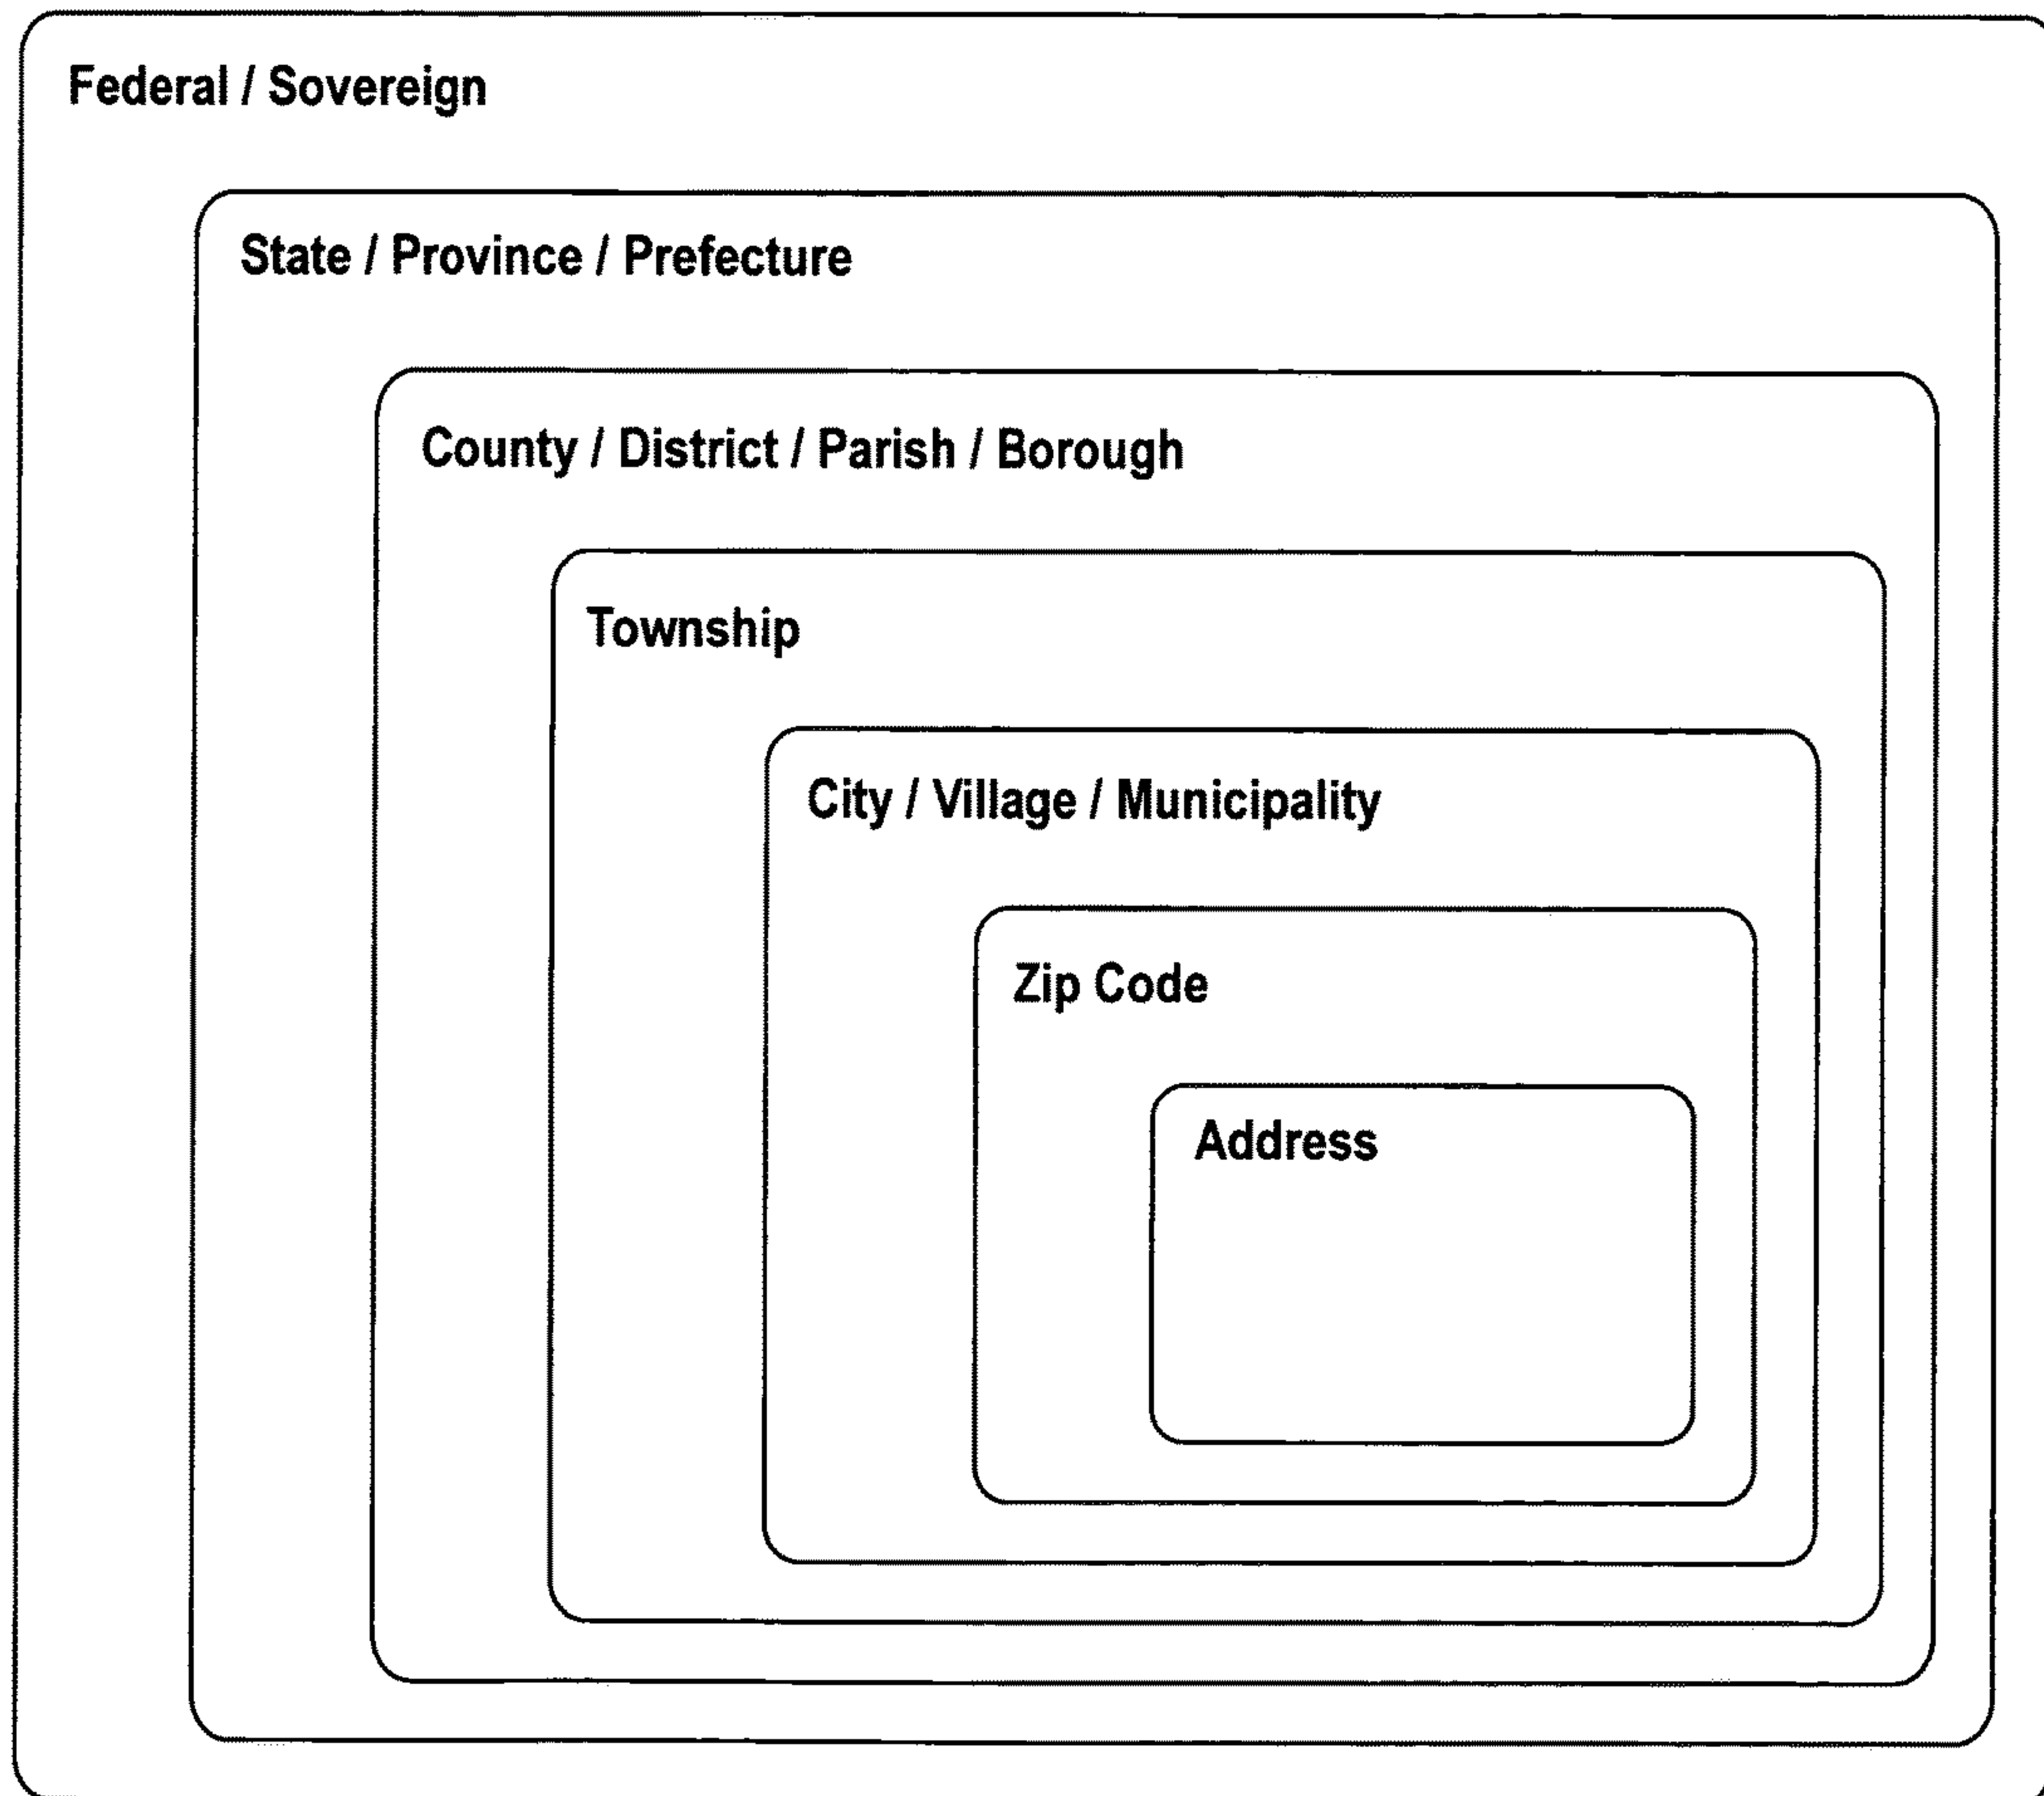 Federal / Sovereign
State / Province / Prefecture
County / District / Parish / Borough
Township
City / Village / Municipality
Zip Code
Address